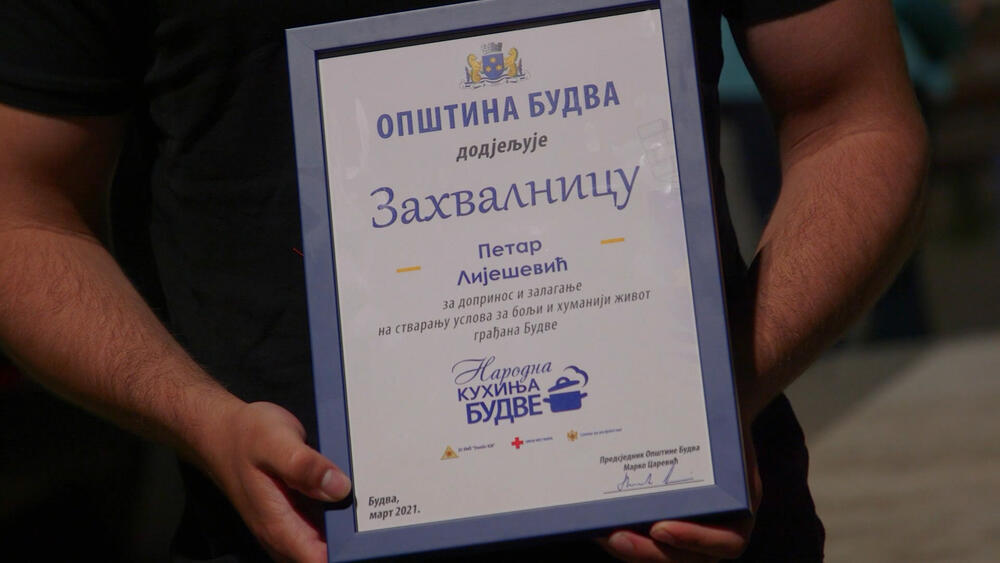 ОПШТИНА БУДВА
додјељује
Захвалницу
Петар
Лијешевић
за допринос и залагање
на стварању услова за бољи и хуманији живот
грађана Будве
Народна
КУХИЊА
БУДВЕ
Предсједник Општине Будва
Марко Царевић
Будва,
март 2021.